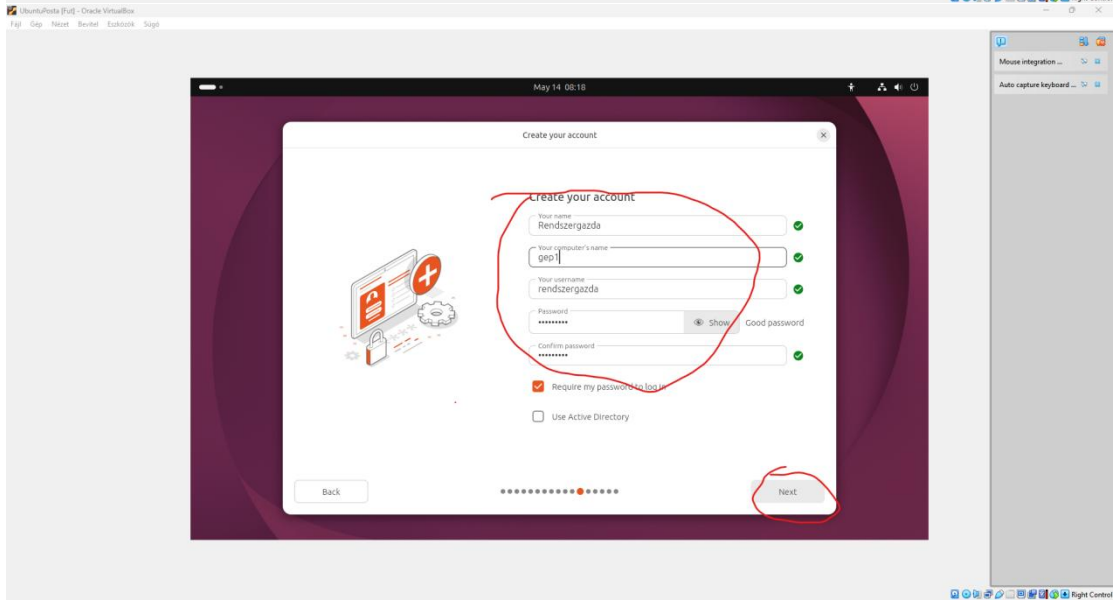 UbuntuPosta [Fut] - Oracle VirtualBox
Fájl Gép Nézet Bevitel Eszközök Súgó
Mouse integration ...
Auto capture keyboard ...
May 14 08:18
Create your account
Create your account
Your name
Rendszergazda
Your computer's name
gep1
Your username
rendszergazda
Password
••••••••• Show Good password
Confirm password
•••••••••
Require my password to log in
Use Active Directory
Back Next
Right Control